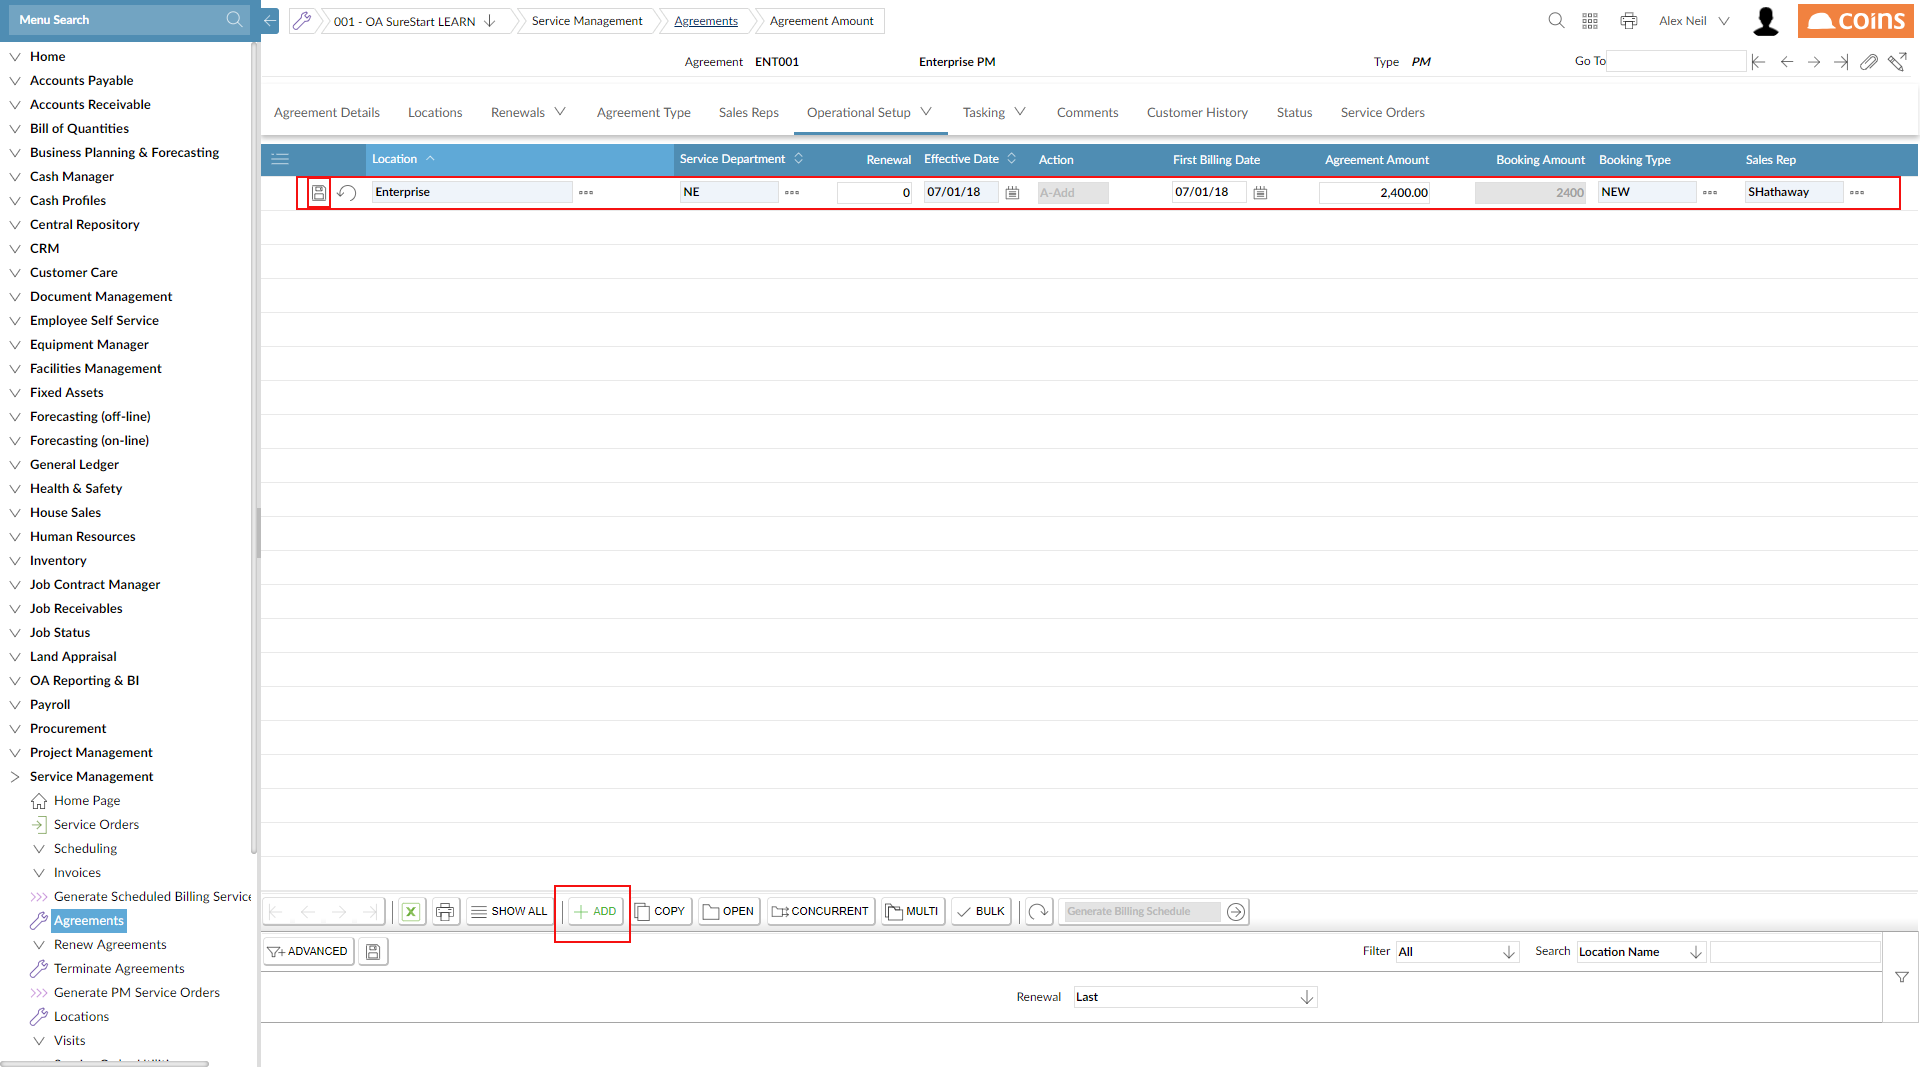 Menu Search
001 - OA SureStart LEARN
Service Management
Agreements
Agreement Amount
Alex Neil
coins
Agreement ENT001
Enterprise PM
Type PM
Go To
Agreement Details
Locations
Renewals
Agreement Type
Sales Reps
Operational Setup
Tasking
Comments
Customer History
Status
Service Orders
Location
Service Department
Renewal
Effective Date
Action
First Billing Date
Agreement Amount
Booking Amount
Booking Type
Sales Rep
Enterprise
NE
0
07/01/18
A-Add
07/01/18
2,400.00
2400
NEW
SHathaway
Home
Accounts Payable
Accounts Receivable
Bill of Quantities
Business Planning & Forecasting
Cash Manager
Cash Profiles
Central Repository
CRM
Customer Care
Document Management
Employee Self Service
Equipment Manager
Facilities Management
Fixed Assets
Forecasting (off-line)
Forecasting (on-line)
General Ledger
Health & Safety
House Sales
Human Resources
Inventory
Job Contract Manager
Job Receivables
Job Status
Land Appraisal
OA Reporting & BI
Payroll
Procurement
Project Management
Service Management
Home Page
Service Orders
Scheduling
Invoices
Generate Scheduled Billing Service
Agreements
Renew Agreements
Terminate Agreements
Generate PM Service Orders
Locations
Visits
SHOW ALL
ADD
COPY
OPEN
CONCURRENT
MULTI
BULK
Generate Billing Schedule
ADVANCED
Filter All
Search Location Name
Renewal Last